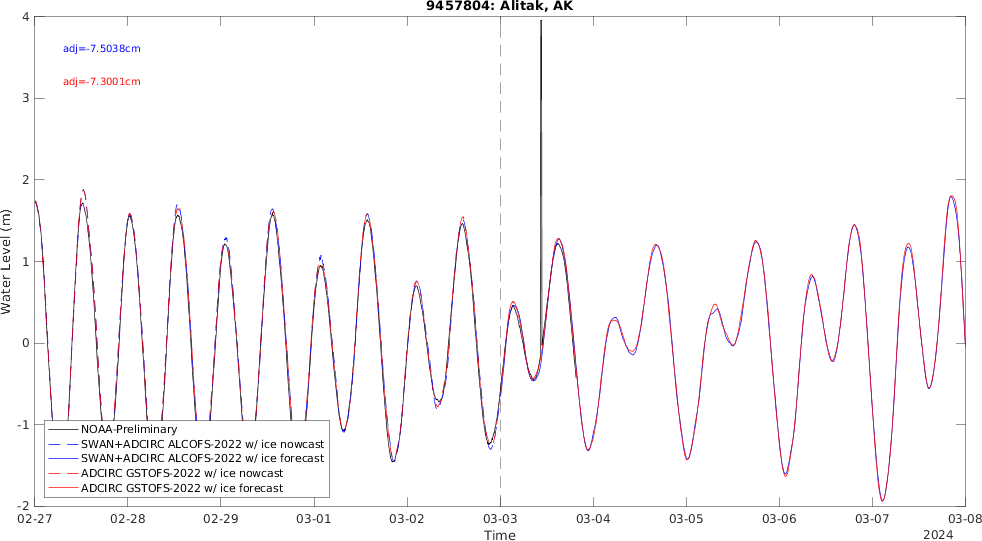 9457804: Alitak, AK
adj=-7.5038cm
adj=-7.3001cm
Water Level (m)
4
3
2
1
0
-1
-2
NOAA-Preliminary
SWAN+ADCIRC ALCOFS-2022 w/ ice nowcast
SWAN+ADCIRC ALCOFS-2022 w/ ice forecast
ADCIRC GSTOFS-2022 w/ ice nowcast
ADCIRC GSTOFS-2022 w/ ice forecast
02-27 02-28 02-29 03-01 03-02 03-03 03-04 03-05 03-06 03-07 03-08
Time
2024